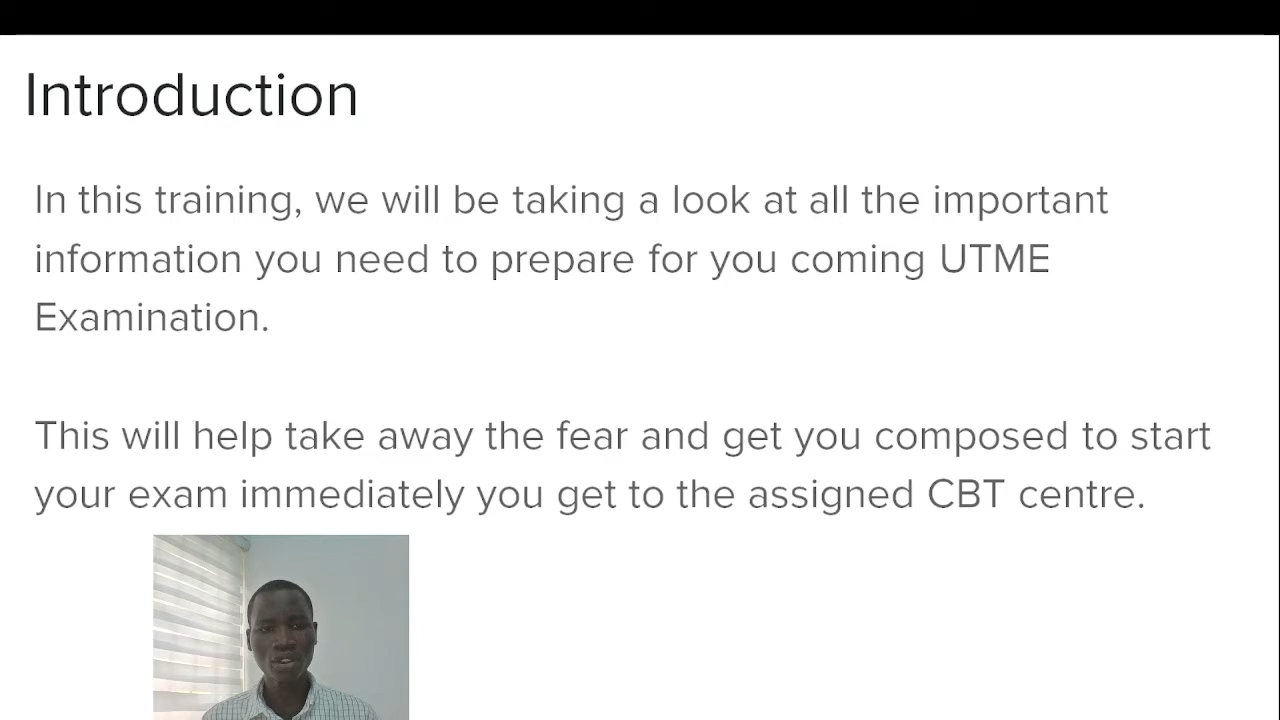 Introduction
In this training, we will be taking a look at all the important
information you need to prepare for you coming UTME
Examination.
This will help take away the fear and get you composed to start
your exam immediately you get to the assigned CBT centre.